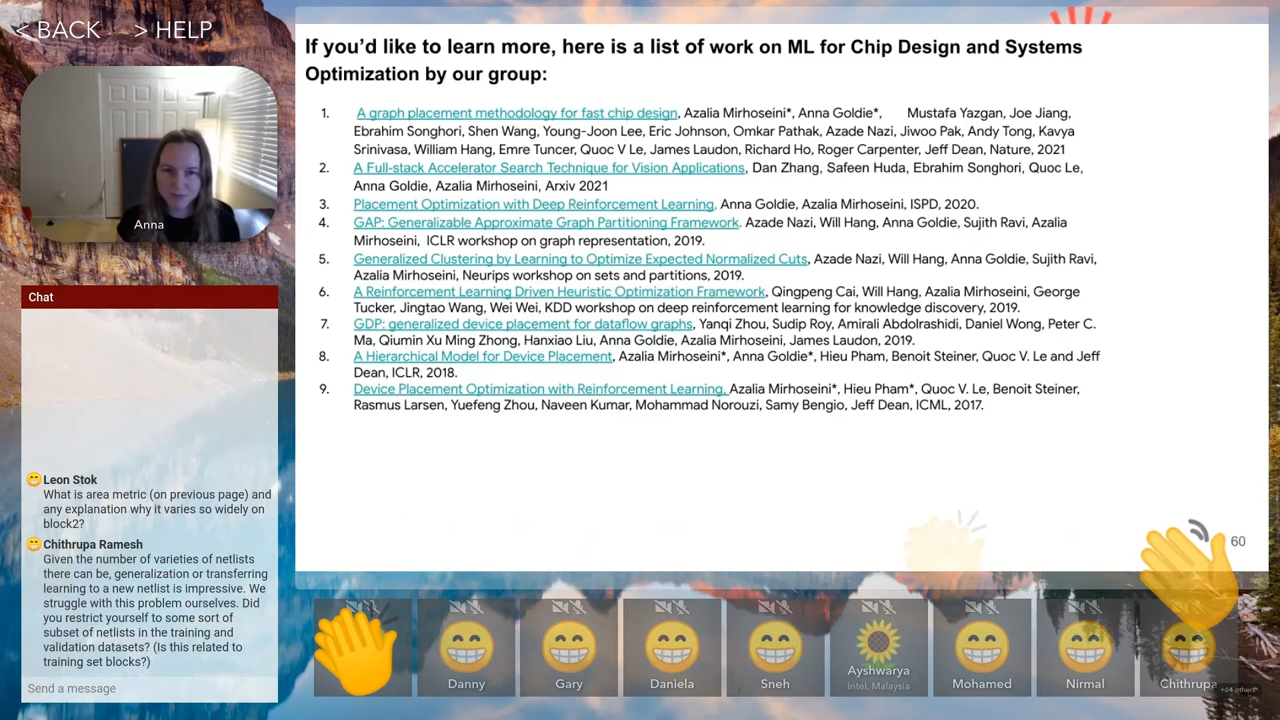 < BACK > HELP
Anna
Chat
Leon Stok
What is area metric (on previous page) and
any explanation why it varies so widely on
block2?
Chithrupa Ramesh
Given the number of varieties of netlists
there can be, generalization or transferring
learning to a new netlist is impressive. We
struggle with this problem ourselves. Did
you restrict yourself to some sort of
subset of netlists in the training and
validation datasets? (Is this related to
training set blocks?)
Send a message
If you’d like to learn more, here is a list of work on ML for Chip Design and Systems
Optimization by our group:
1. A graph placement methodology for fast chip design, Azalia Mirhoseini*, Anna Goldie*, Mustafa Yazgan, Joe Jiang,
Ebrahim Songhori, Shen Wang, Young-Joon Lee, Eric Johnson, Omkar Pathak, Azade Nazi, Jiwoo Pak, Andy Tong, Kavya
Srinivasa, William Hang, Emre Tuncer, Quoc V Le, James Laudon, Richard Ho, Roger Carpenter, Jeff Dean, Nature, 2021
2. A Full-stack Accelerator Search Technique for Vision Applications, Dan Zhang, Safeen Huda, Ebrahim Songhori, Quoc Le,
Anna Goldie, Azalia Mirhoseini, Arxiv 2021
3. Placement Optimization with Deep Reinforcement Learning, Anna Goldie, Azalia Mirhoseini, ISPD, 2020.
4. GAP: Generalizable Approximate Graph Partitioning Framework. Azade Nazi, Will Hang, Anna Goldie, Sujith Ravi, Azalia
Mirhoseini, ICLR workshop on graph representation, 2019.
5. Generalized Clustering by Learning to Optimize Expected Normalized Cuts, Azade Nazi, Will Hang, Anna Goldie, Sujith Ravi,
Azalia Mirhoseini, Neurips workshop on sets and partitions, 2019.
6. A Reinforcement Learning Driven Heuristic Optimization Framework, Qingpeng Cai, Will Hang, Azalia Mirhoseini, George
Tucker, Jingtao Wang, Wei Wei, KDD workshop on deep reinforcement learning for knowledge discovery, 2019.
7. GDP: generalized device placement for dataflow graphs, Yanqi Zhou, Sudip Roy, Amirali Abdolrashidi, Daniel Wong, Peter C.
Ma, Qiumin Xu Ming Zhong, Hanxiao Liu, Anna Goldie, Azalia Mirhoseini, James Laudon, 2019.
8. A Hierarchical Model for Device Placement, Azalia Mirhoseini*, Anna Goldie*, Hieu Pham, Benoit Steiner, Quoc V. Le and Jeff
Dean, ICLR, 2018.
9. Device Placement Optimization with Reinforcement Learning, Azalia Mirhoseini*, Hieu Pham*, Quoc V. Le, Benoit Steiner,
Rasmus Larsen, Yuefeng Zhou, Naveen Kumar, Mohammad Norouzi, Samy Bengio, Jeff Dean, ICML, 2017.
60
Danny
Gary
Daniela
Sneh
Ayshwarya
Intel, Malaysia
Mohamed
Nirmal
Chithrupa
+64 others